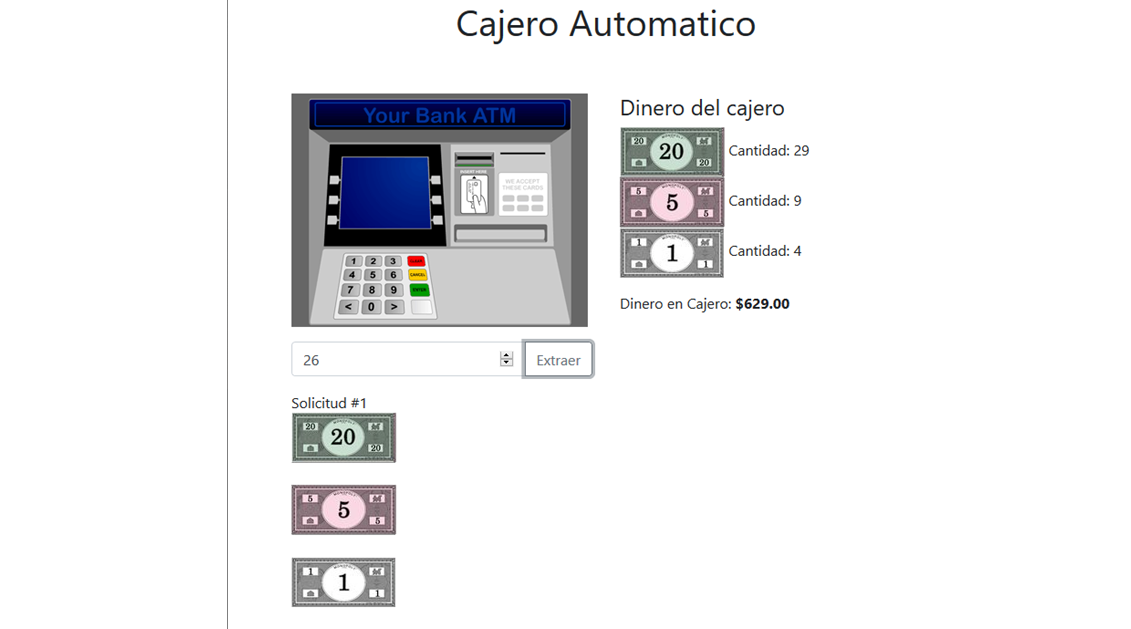 Cajero Automatico
Your Bank ATM
INSERT HERE
WE ACCEPT
THESE CARDS
1 2 3
4 5 6 CANCEL
7 8 9 ENTER
< 0 >
Dinero del cajero
20 20 20
Cantidad: 29
5 5 5
Cantidad: 9
1 1 1
Cantidad: 4
Dinero en Cajero: $629.00
26
Extraer
Solicitud #1
20 20 20
5 5 5
1 1 1